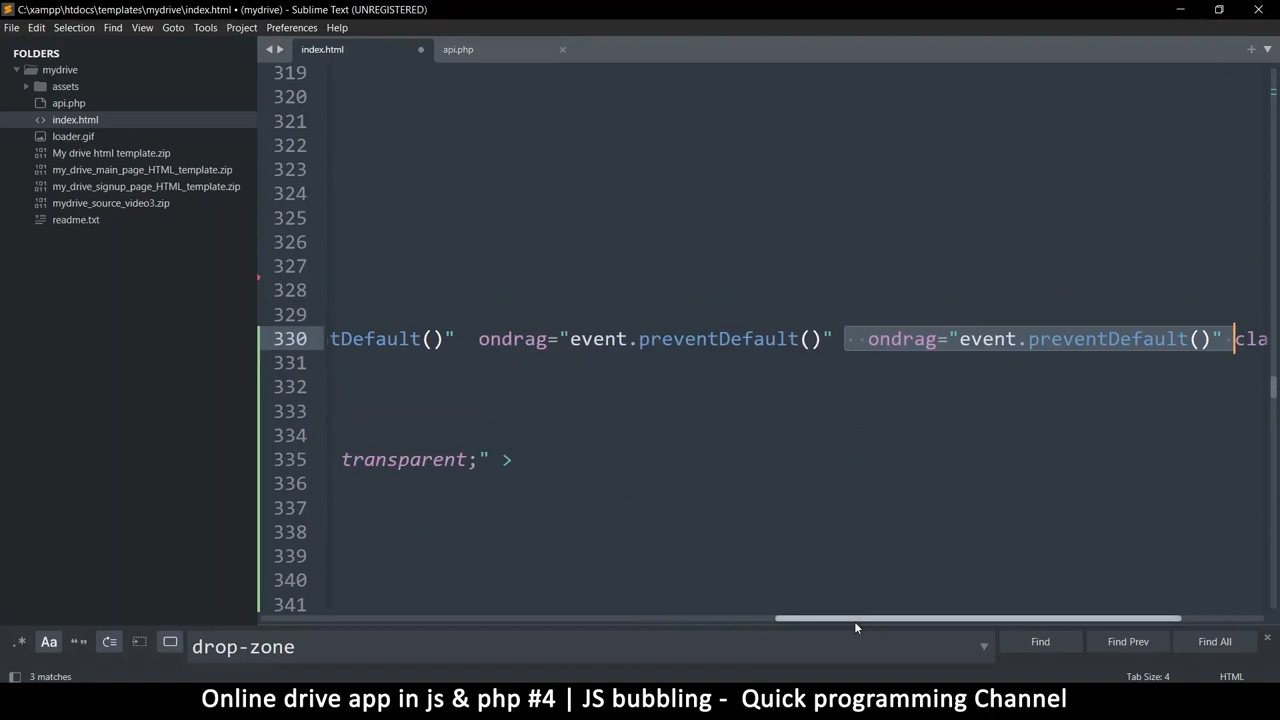 C:\xampp\htdocs\templates\mydrive\index.html • (mydrive) - Sublime Text (UNREGISTERED)
File Edit Selection Find View Goto Tools Project Preferences Help
FOLDERS
mydrive
assets
api.php
index.html
loader.gif
My drive html template.zip
my_drive_main_page_HTML_template.zip
my_drive_signup_page_HTML_template.zip
mydrive_source_video3.zip
readme.txt
index.html api.php
319
320
321
322
323
324
325
326
327
328
329
330 tDefault()"  ondrag="event.preventDefault()"   ondrag="event.preventDefault()" cla
331
332
333
334
335 transparent;" >
336
337
338
339
340
341
.* Aa “”
drop-zone
Find Find Prev Find All
3 matches
Tab Size: 4 HTML
Online drive app in js & php #4 | JS bubbling - Quick programming Channel